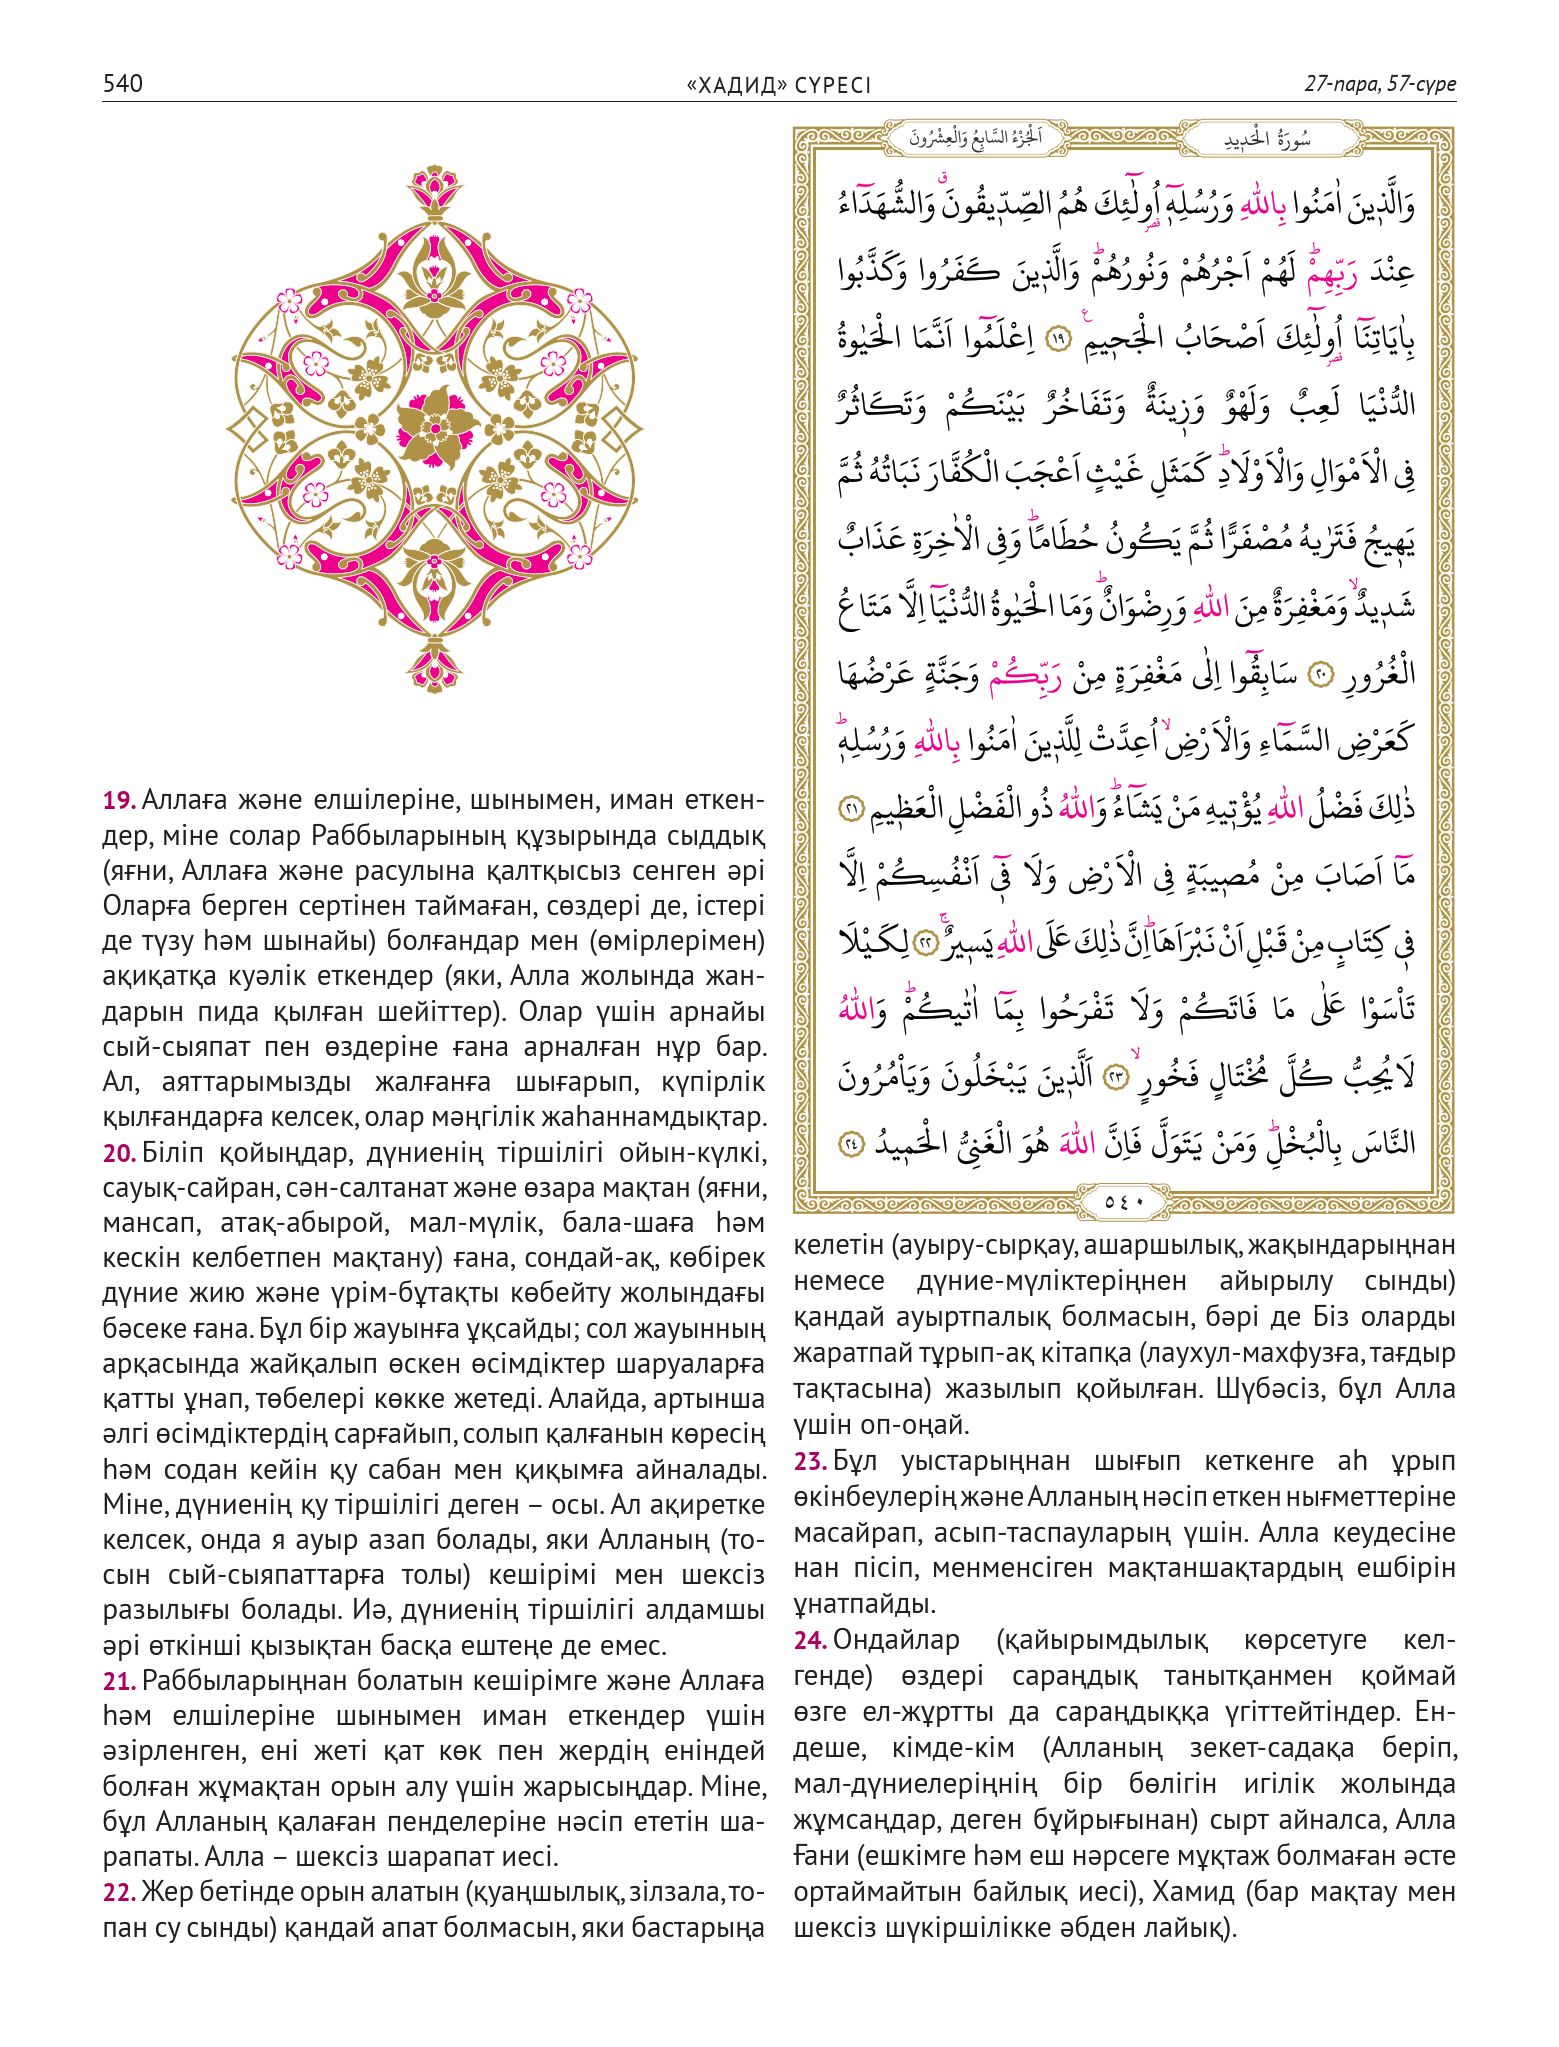 540
«ХАДИД» СҮРЕСІ
27-пара, 57-сүре
سُورَةُ الْحَدٖيدِ
اَلْجُزْءُ السَّابِعُ وَالْعِشْرُونَ
وَالَّذٖينَ اٰمَنُوا بِاللّٰهِ وَرُسُلِهٖٓ اُو۬لٰٓئِكَ هُمُ الصِّدّٖيقُونَۗ وَالشُّهَدَٓاءُ
عِنْدَ رَبِّهِمْؕ لَهُمْ اَجْرُهُمْ وَنُورُهُمْؕ وَالَّذٖينَ كَفَرُوا وَكَذَّبُوا
بِاٰيَاتِنَٓا اُو۬لٰٓئِكَ اَصْحَابُ الْجَحٖيمِࣖ ﴿١٩﴾ اِعْلَمُٓوا اَنَّمَا الْحَيٰوةُ
الدُّنْيَا لَعِبٌ وَلَهْوٌ وَزٖينَةٌ وَتَفَاخُرٌ بَيْنَكُمْ وَتَكَاثُرٌ
فِي الْاَمْوَالِ وَالْاَوْلَادِؕ كَمَثَلِ غَيْثٍ اَعْجَبَ الْكُفَّارَ نَبَاتُهُ ثُمَّ
يَهٖيجُ فَتَرٰيهُ مُصْفَرًّا ثُمَّ يَكُونُ حُطَامًاؕ وَفِي الْاٰخِرَةِ عَذَابٌ
شَدٖيدٌۙ وَمَغْفِرَةٌ مِنَ اللّٰهِ وَرِضْوَانٌؕ وَمَا الْحَيٰوةُ الدُّنْيَٓا اِلَّا مَتَاعُ
الْغُرُورِ ﴿٢٠﴾ سَابِقُٓوا اِلٰى مَغْفِرَةٍ مِنْ رَبِّكُمْ وَجَنَّةٍ عَرْضُهَا
كَعَرْضِ السَّمَٓاءِ وَالْاَرْضِۙ اُعِدَّتْ لِلَّذٖينَ اٰمَنُوا بِاللّٰهِ وَرُسُلِهٖؕ
ذٰلِكَ فَضْلُ اللّٰهِ يُؤْتٖيهِ مَنْ يَشَٓاءُؕ وَاللّٰهُ ذُو الْفَضْلِ الْعَظٖيمِ ﴿٢١﴾
مَٓا اَصَابَ مِنْ مُصٖيبَةٍ فِي الْاَرْضِ وَلَا فٖٓي اَنْفُسِكُمْ اِلَّا
فٖي كِتَابٍ مِنْ قَبْلِ اَنْ نَبْرَاَهَاؕ اِنَّ ذٰلِكَ عَلَى اللّٰهِ يَسٖيرٌۚ ﴿٢٢﴾ لِكَيْلَا
تَاْسَوْا عَلٰى مَا فَاتَكُمْ وَلَا تَفْرَحُوا بِمَٓا اٰتٰيكُمْؕ وَاللّٰهُ
لَا يُحِبُّ كُلَّ مُخْتَالٍ فَخُورٍۙ ﴿٢٣﴾ اَلَّذٖينَ يَبْخَلُونَ وَيَاْمُرُونَ
النَّاسَ بِالْبُخْلِؕ وَمَنْ يَتَوَلَّ فَاِنَّ اللّٰهَ هُوَ الْغَنِيُّ الْحَمٖيدُ ﴿٢٤﴾
٥٤٠
19. Аллаға және елшілеріне, шынымен, иман еткен-
дер, міне солар Раббыларының құзырында сыддық
(яғни, Аллаға және расулына қалтқысыз сенген әрі
Оларға берген сертінен таймаған, сөздері де, істері
де түзу һәм шынайы) болғандар мен (өмірлерімен)
ақиқатқа куәлік еткендер (яки, Алла жолында жан-
дарын пида қылған шейіттер). Олар үшін арнайы
сый-сыяпат пен өздеріне ғана арналған нұр бар.
Ал, аяттарымызды жалғанға шығарып, күпірлік
қылғандарға келсек, олар мәңгілік жаһаннамдықтар.
20. Біліп қойыңдар, дүниенің тіршілігі ойын-күлкі,
сауық-сайран, сән-салтанат және өзара мақтан (яғни,
мансап, атақ-абырой, мал-мүлік, бала-шаға һәм
кескін келбетпен мақтану) ғана, сондай-ақ, көбірек
дүние жию және үрім-бұтақты көбейту жолындағы
бәсеке ғана. Бұл бір жауынға ұқсайды; сол жауынның
арқасында жайқалып өскен өсімдіктер шаруаларға
қатты ұнап, төбелері көкке жетеді. Алайда, артынша
әлгі өсімдіктердің сарғайып, солып қалғанын көресің
һәм содан кейін қу сабан мен қиқымға айналады.
Міне, дүниенің қу тіршілігі деген – осы. Ал ақиретке
келсек, онда я ауыр азап болады, яки Алланың (то-
сын сый-сыяпаттарға толы) кешірімі мен шексіз
разылығы болады. Иә, дүниенің тіршілігі алдамшы
әрі өткінші қызықтан басқа ештеңе де емес.
21. Раббыларыңнан болатын кешірімге және Аллаға
һәм елшілеріне шынымен иман еткендер үшін
әзірленген, ені жеті қат көк пен жердің еніндей
болған жұмақтан орын алу үшін жарысыңдар. Міне,
бұл Алланың қалаған пенделеріне нәсіп ететін ша-
рапаты. Алла – шексіз шарапат иесі.
22. Жер бетінде орын алатын (қуаңшылық, зілзала, то-
пан су сынды) қандай апат болмасын, яки бастарыңа
келетін (ауыру-сырқау, ашаршылық, жақындарыңнан
немесе дүние-мүліктеріңнен айырылу сынды)
қандай ауыртпалық болмасын, бәрі де Біз оларды
жаратпай тұрып-ақ кітапқа (лаухул-махфузға, тағдыр
тақтасына) жазылып қойылған. Шүбәсіз, бұл Алла
үшін оп-оңай.
23. Бұл уыстарыңнан шығып кеткенге аһ ұрып
өкінбеулерің және Алланың нәсіп еткен нығметтеріне
масайрап, асып-таспауларың үшін. Алла кеудесіне
нан пісіп, менменсіген мақтаншақтардың ешбірін
ұнатпайды.
24. Ондайлар (қайырымдылық көрсетуге кел-
генде) өздері сараңдық танытқанмен қоймай
өзге ел-жұртты да сараңдыққа үгіттейтіндер. Ен-
деше, кімде-кім (Алланың зекет-садақа беріп,
мал-дүниелеріңнің бір бөлігін игілік жолында
жұмсаңдар, деген бұйрығынан) сырт айналса, Алла
Ғани (ешкімге һәм еш нәрсеге мұқтаж болмаған әсте
ортаймайтын байлық иесі), Хамид (бар мақтау мен
шексіз шүкіршілікке әбден лайық).